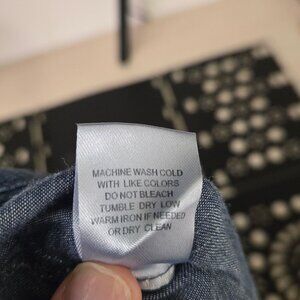 MACHINE WASH COLD
WITH LIKE COLORS
DO NOT BLEACH
TUMBLE DRY LOW
WARM IRON IF NEEDED
OR DRY CLEAN